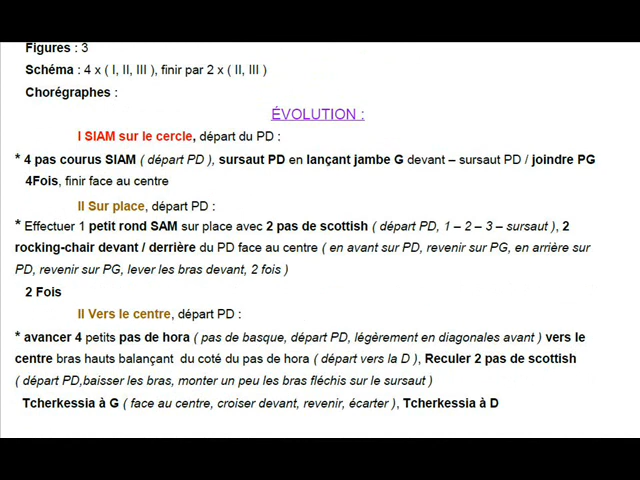 Figures : 3
Schéma : 4 x ( I, II, III ), finir par 2 x ( II, III )
Chorégraphes :
ÉVOLUTION :
I SIAM sur le cercle, départ du PD :
* 4 pas courus SIAM ( départ PD ), sursaut PD en lançant jambe G devant – sursaut PD / joindre PG
4Fois, finir face au centre
II Sur place, départ PD :
* Effectuer 1 petit rond SAM sur place avec 2 pas de scottish ( départ PD, 1 – 2 – 3 – sursaut ), 2
rocking-chair devant / derrière du PD face au centre ( en avant sur PD, revenir sur PG, en arrière sur
PD, revenir sur PG, lever les bras devant, 2 fois )
2 Fois
II Vers le centre, départ PD :
* avancer 4 petits pas de hora ( pas de basque, départ PD, légèrement en diagonales avant ) vers le
centre bras hauts balançant du coté du pas de hora ( départ vers la D ), Reculer 2 pas de scottish
( départ PD,baisser les bras, monter un peu les bras fléchis sur le sursaut )
Tcherkessia à G ( face au centre, croiser devant, revenir, écarter ), Tcherkessia à D